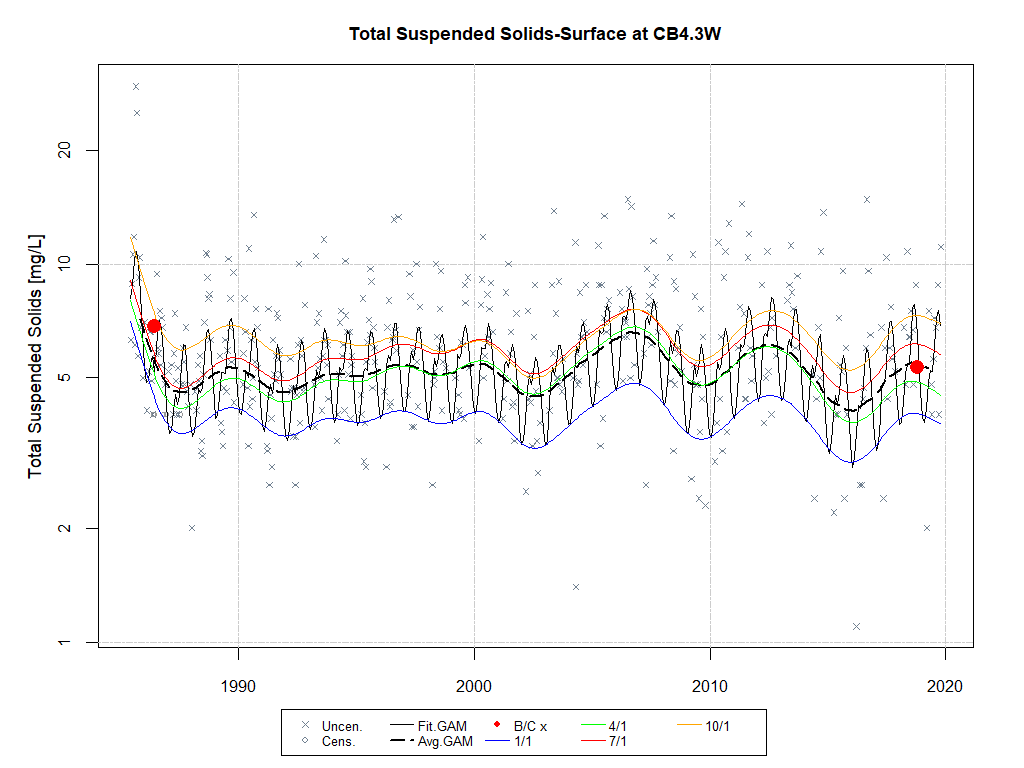 Total Suspended Solids-Surface at CB4.3W
Total Suspended Solids [mg/L]
20
10
5
2
1
1990 2000 2010 2020
Uncen. Fit.GAM B/C x 4/1 10/1
Cens. Avg.GAM 1/1 7/1